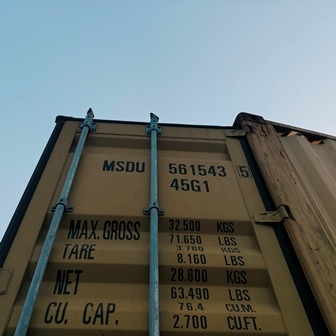 MSDU 561543 5
45G1
MAX.GROSS 32.500 KGS
71.650 LBS
TARE 3.700 KGS
8.160 LBS
NET 28.800 KGS
63.490 LBS
CU. CAP. 76.4 CU.M.
2.700 CU.FT.